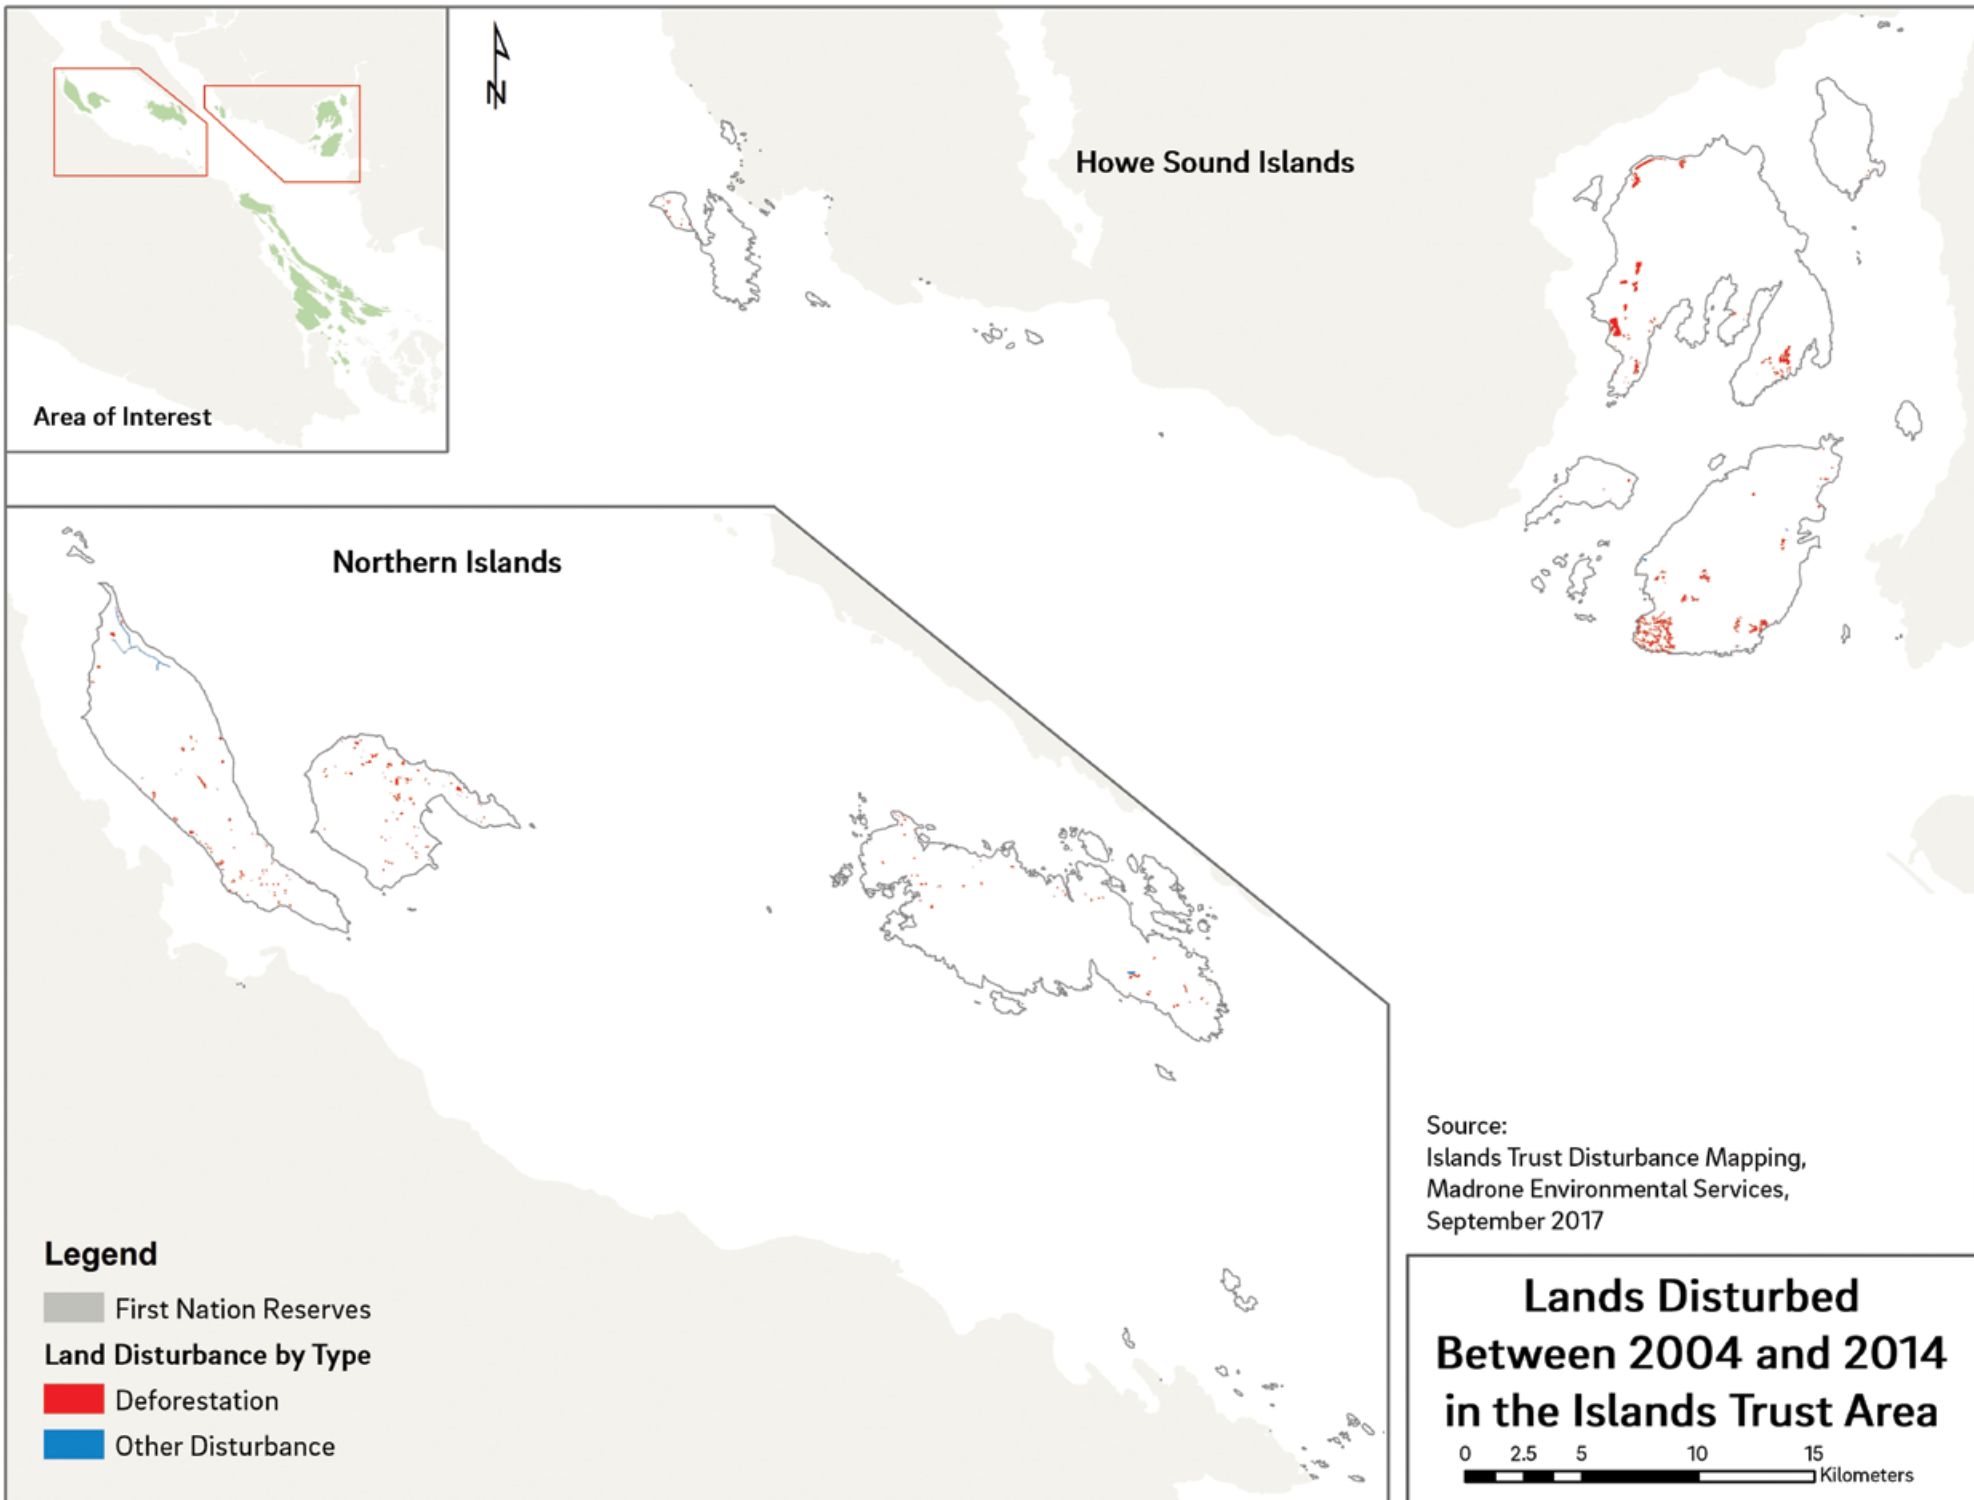 N
Howe Sound Islands
Area of Interest
Northern Islands
Source:
Islands Trust Disturbance Mapping,
Madrone Environmental Services,
September 2017
Legend
First Nation Reserves
Land Disturbance by Type
Deforestation
Other Disturbance
Lands Disturbed
Between 2004 and 2014
in the Islands Trust Area
0 2.5 5 10 15
Kilometers